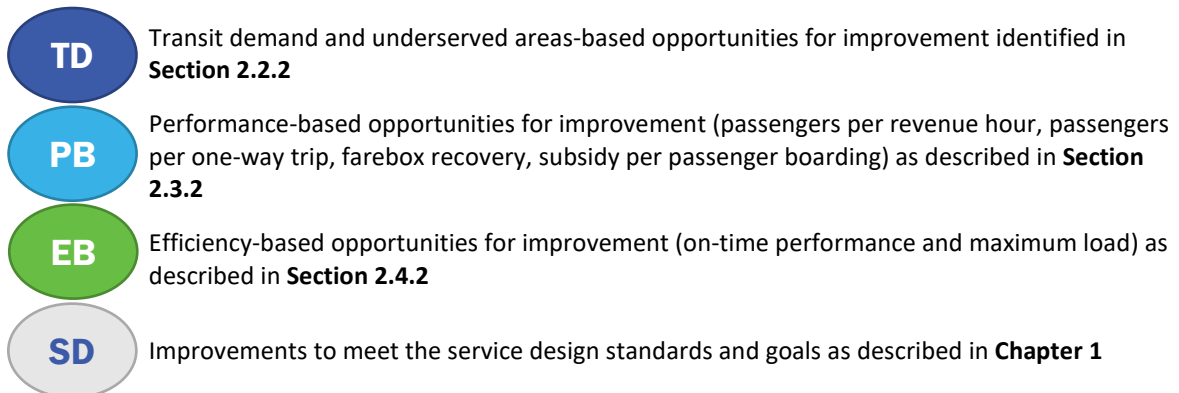 TD
Transit demand and underserved areas-based opportunities for improvement identified in
Section 2.2.2
PB
Performance-based opportunities for improvement (passengers per revenue hour, passengers
per one-way trip, farebox recovery, subsidy per passenger boarding) as described in Section
2.3.2
EB
Efficiency-based opportunities for improvement (on-time performance and maximum load) as
described in Section 2.4.2
SD
Improvements to meet the service design standards and goals as described in Chapter 1